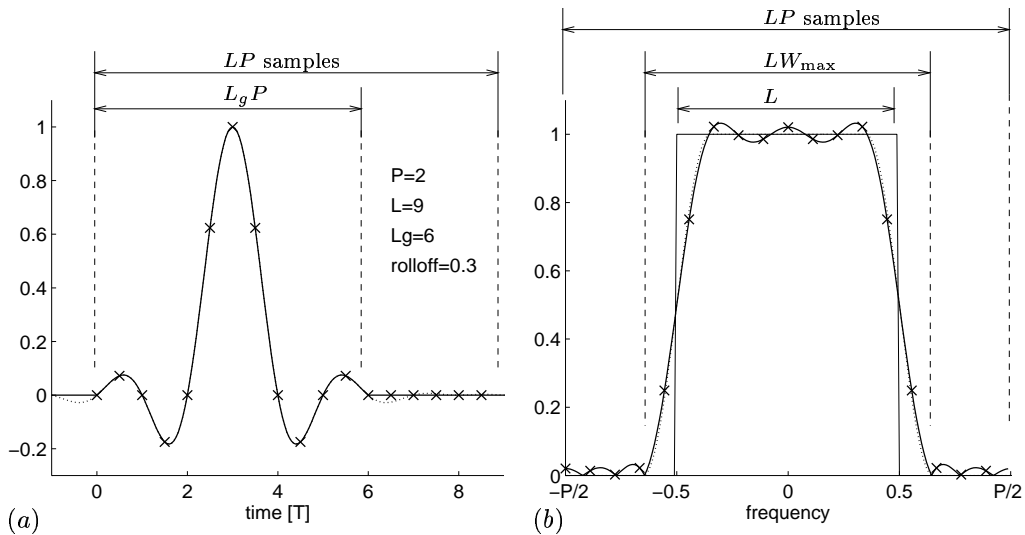 LP samples
L_g P
1
0.8
0.6
0.4
0.2
0
−0.2
P=2
L=9
Lg=6
rolloff=0.3
0 2 4 6 8
time [T]
(a)
LP samples
LW_max
L
1
0.8
0.6
0.4
0.2
0
−P/2 −0.5 0 0.5 P/2
frequency
(b)